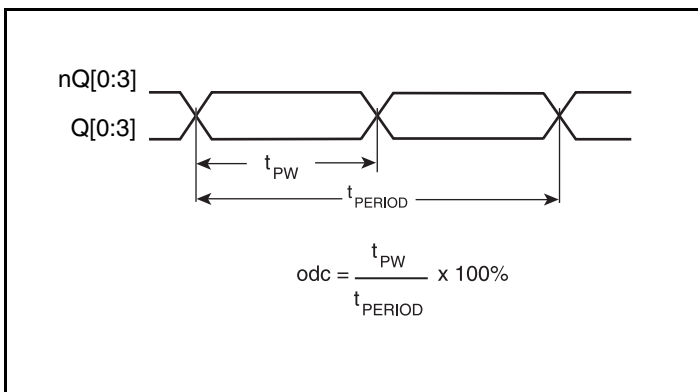 nQ[0:3]
Q[0:3]
tPW
tPERIOD
odc = tPW / tPERIOD x 100%